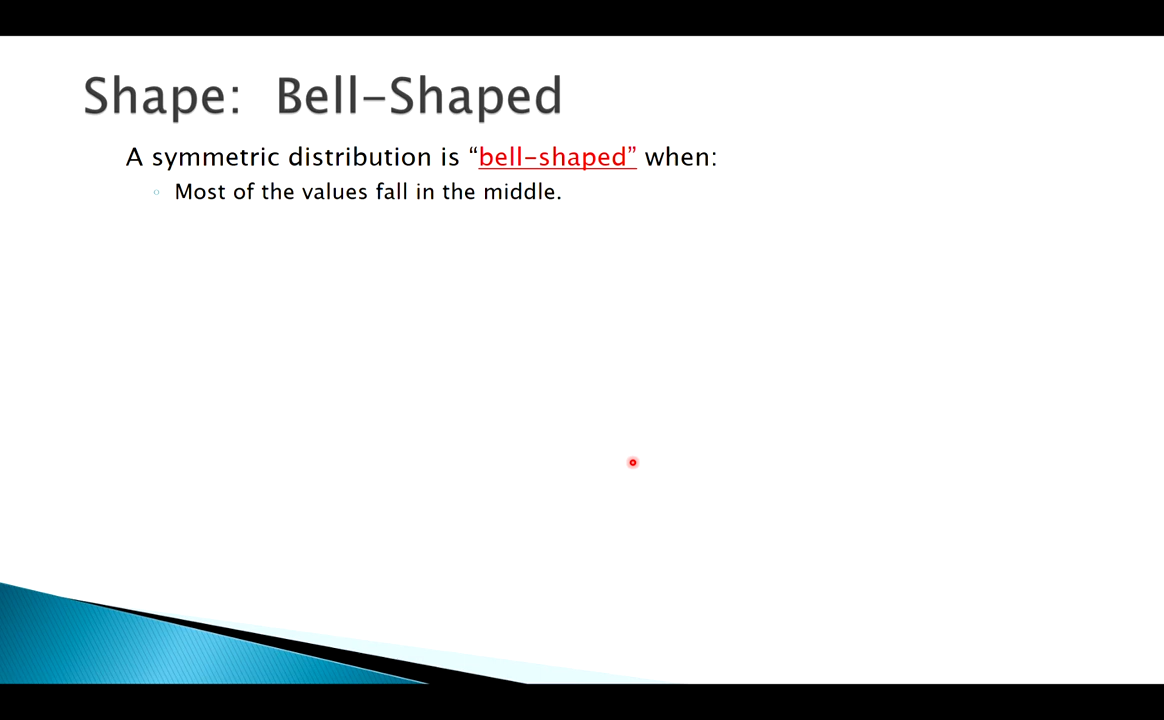 Shape:  Bell-Shaped
A symmetric distribution is “bell-shaped” when:
◦ Most of the values fall in the middle.